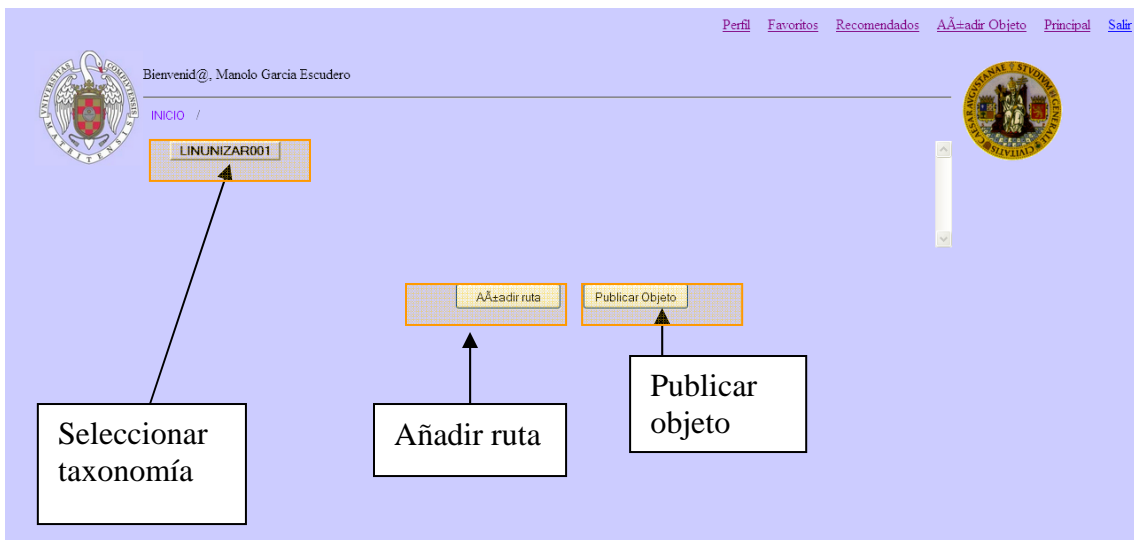 Perfil Favoritos Recomendados AÃ±adir Objeto Principal Salir
Bienvenid@, Manolo Garcia Escudero
INICIO /
LINUNIZAR001
AÃ±adir ruta Publicar Objeto
Publicar
objeto
Seleccionar
taxonomía
Añadir ruta